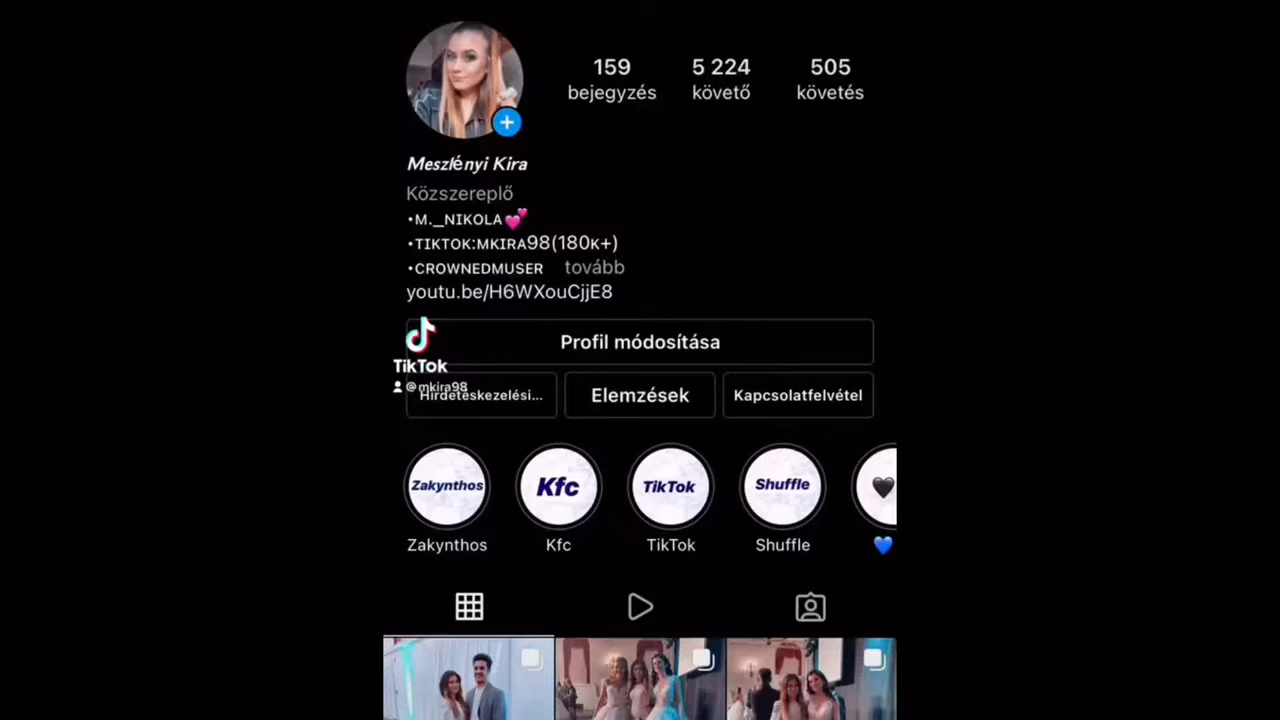 159 5 224 505
bejegyzés követő követés
Meszlényi Kira
Közszereplő
•M._NIKOLA💕
•TIKTOK:MKIRA98(180K+)
•CROWNEDMUSER tovább
youtu.be/H6WXouCjjE8
Profil módosítása
TikTok
@mkira98
Hirdetéskezelési... Elemzések Kapcsolatfelvétel
Zakynthos Kfc TikTok Shuffle
Zakynthos Kfc TikTok Shuffle 💙